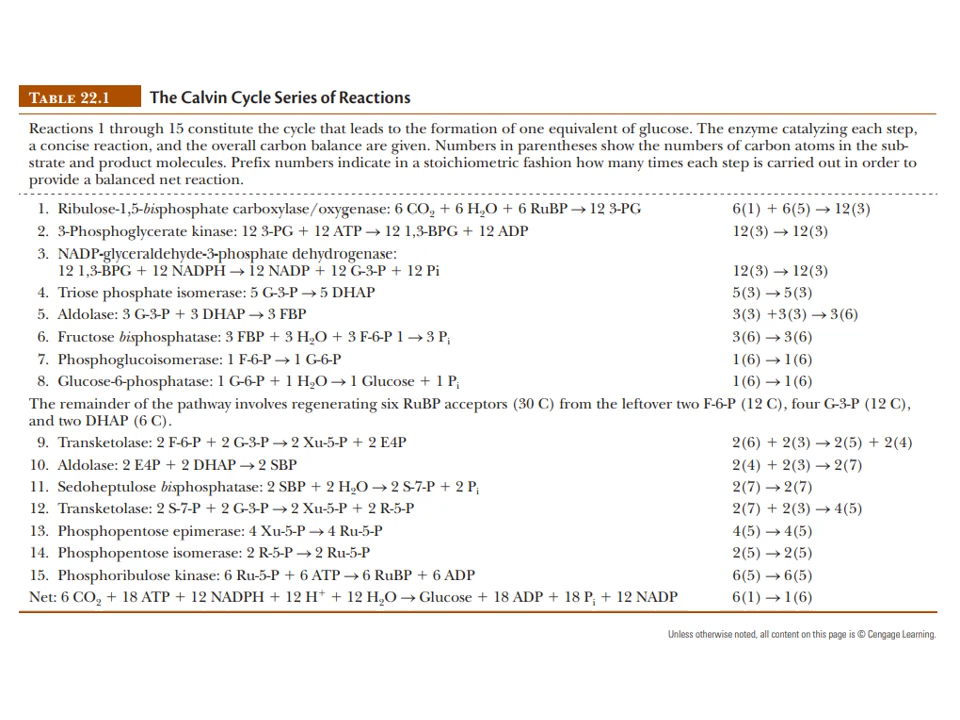 TABLE 22.1 The Calvin Cycle Series of Reactions
Reactions 1 through 15 constitute the cycle that leads to the formation of one equivalent of glucose. The enzyme catalyzing each step,
a concise reaction, and the overall carbon balance are given. Numbers in parentheses show the numbers of carbon atoms in the sub-
strate and product molecules. Prefix numbers indicate in a stoichiometric fashion how many times each step is carried out in order to
provide a balanced net reaction.
1. Ribulose-1,5-bisphosphate carboxylase/oxygenase: 6 CO₂ + 6 H₂O + 6 RuBP → 12 3-PG 6(1) + 6(5) → 12(3)
2. 3-Phosphoglycerate kinase: 12 3-PG + 12 ATP → 12 1,3-BPG + 12 ADP 12(3) → 12(3)
3. NADP-glyceraldehyde-3-phosphate dehydrogenase:
12 1,3-BPG + 12 NADPH → 12 NADP + 12 G-3-P + 12 Pi 12(3) → 12(3)
4. Triose phosphate isomerase: 5 G-3-P → 5 DHAP 5(3) → 5(3)
5. Aldolase: 3 G-3-P + 3 DHAP → 3 FBP 3(3) +3(3) → 3(6)
6. Fructose bisphosphatase: 3 FBP + 3 H₂O + 3 F-6-P 1 → 3 Pᵢ 3(6) → 3(6)
7. Phosphoglucoisomerase: 1 F-6-P → 1 G-6-P 1(6) → 1(6)
8. Glucose-6-phosphatase: 1 G-6-P + 1 H₂O → 1 Glucose + 1 Pᵢ 1(6) → 1(6)
The remainder of the pathway involves regenerating six RuBP acceptors (30 C) from the leftover two F-6-P (12 C), four G-3-P (12 C),
and two DHAP (6 C).
9. Transketolase: 2 F-6-P + 2 G-3-P → 2 Xu-5-P + 2 E4P 2(6) + 2(3) → 2(5) + 2(4)
10. Aldolase: 2 E4P + 2 DHAP → 2 SBP 2(4) + 2(3) → 2(7)
11. Sedoheptulose bisphosphatase: 2 SBP + 2 H₂O → 2 S-7-P + 2 Pᵢ 2(7) → 2(7)
12. Transketolase: 2 S-7-P + 2 G-3-P → 2 Xu-5-P + 2 R-5-P 2(7) + 2(3) → 4(5)
13. Phosphopentose epimerase: 4 Xu-5-P → 4 Ru-5-P 4(5) → 4(5)
14. Phosphopentose isomerase: 2 R-5-P → 2 Ru-5-P 2(5) → 2(5)
15. Phosphoribulose kinase: 6 Ru-5-P + 6 ATP → 6 RuBP + 6 ADP 6(5) → 6(5)
Net: 6 CO₂ + 18 ATP + 12 NADPH + 12 H⁺ + 12 H₂O → Glucose + 18 ADP + 18 Pᵢ + 12 NADP 6(1) → 1(6)
Unless otherwise noted, all content on this page is © Cengage Learning.